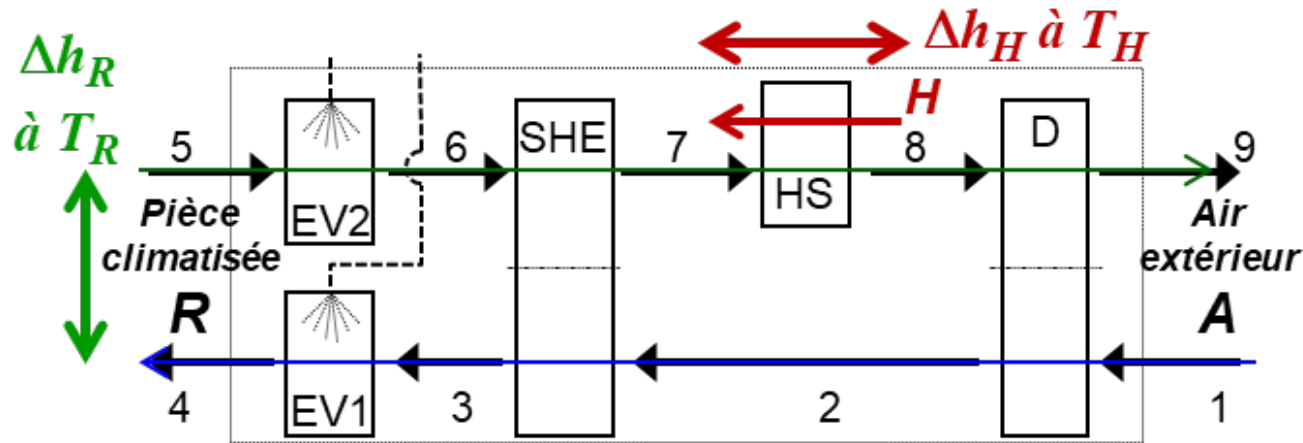 Δh_R
à T_R
Δh_H à T_H
H
5
EV2
6
SHE
7
HS
8
D
9
Pièce
climatisée
R
Air
extérieur
A
4
EV1
3
2
1